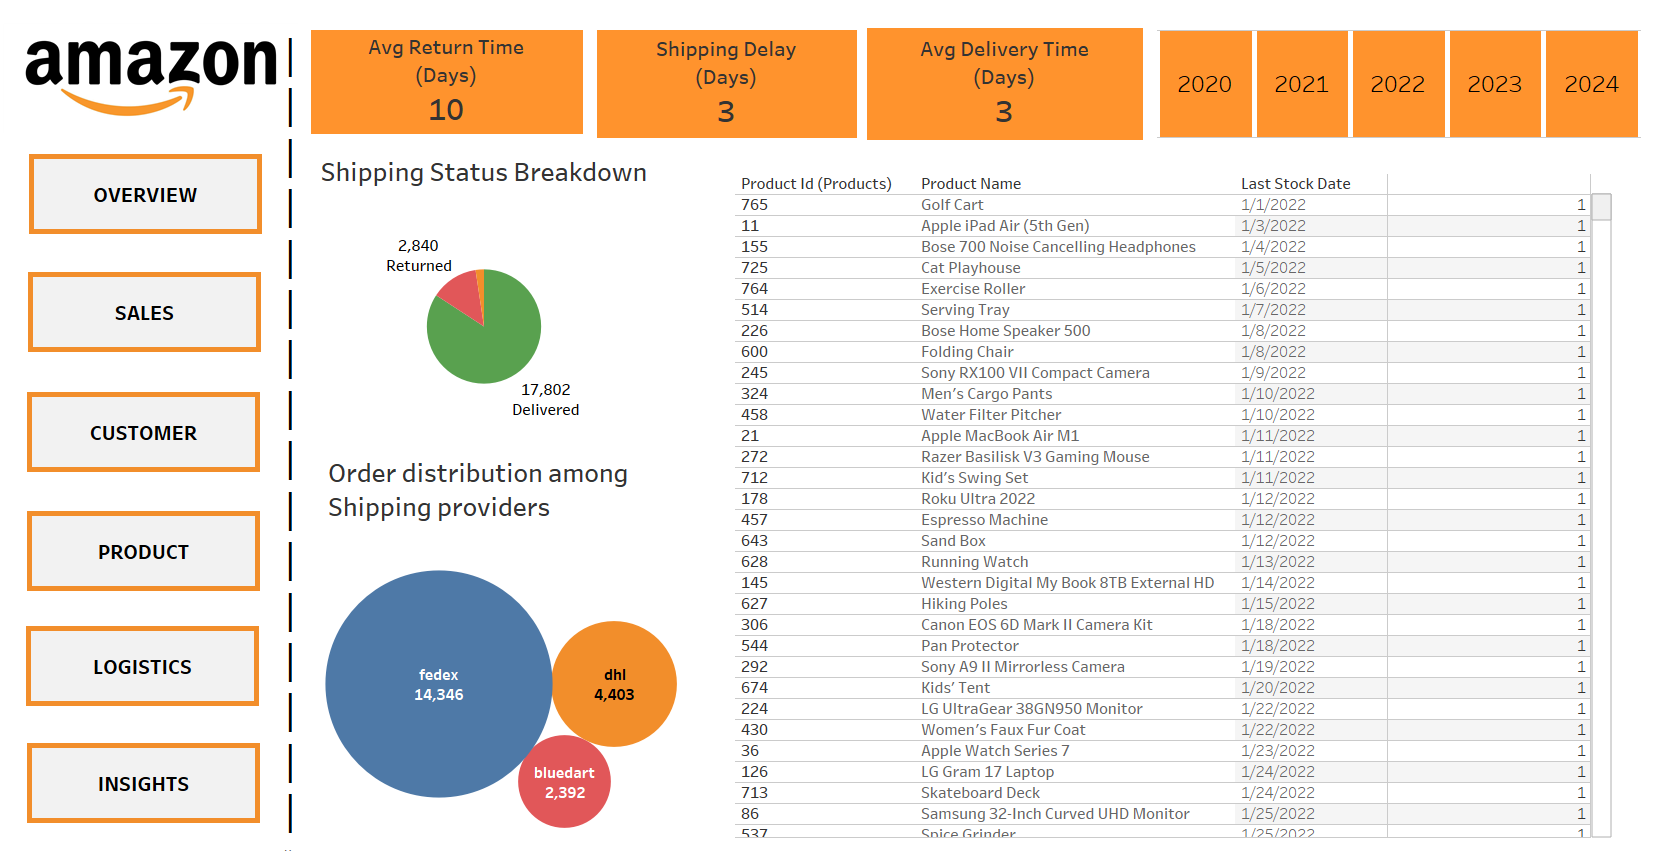 amazon
Avg Return Time
(Days)
10
Shipping Delay
(Days)
3
Avg Delivery Time
(Days)
3
2020 2021 2022 2023 2024
OVERVIEW
SALES
CUSTOMER
PRODUCT
LOGISTICS
INSIGHTS
Shipping Status Breakdown
2,840
Returned
17,802
Delivered
Order distribution among
Shipping providers
fedex
14,346
dhl
4,403
bluedart
2,392
Product Id (Products) Product Name Last Stock Date
765 Golf Cart 1/1/2022 1
11 Apple iPad Air (5th Gen) 1/3/2022 1
155 Bose 700 Noise Cancelling Headphones 1/4/2022 1
725 Cat Playhouse 1/5/2022 1
764 Exercise Roller 1/6/2022 1
514 Serving Tray 1/7/2022 1
226 Bose Home Speaker 500 1/8/2022 1
600 Folding Chair 1/8/2022 1
245 Sony RX100 VII Compact Camera 1/9/2022 1
324 Men’s Cargo Pants 1/10/2022 1
458 Water Filter Pitcher 1/10/2022 1
21 Apple MacBook Air M1 1/11/2022 1
272 Razer Basilisk V3 Gaming Mouse 1/11/2022 1
712 Kid’s Swing Set 1/11/2022 1
178 Roku Ultra 2022 1/12/2022 1
457 Espresso Machine 1/12/2022 1
643 Sand Box 1/12/2022 1
628 Running Watch 1/13/2022 1
145 Western Digital My Book 8TB External HD 1/14/2022 1
627 Hiking Poles 1/15/2022 1
306 Canon EOS 6D Mark II Camera Kit 1/18/2022 1
544 Pan Protector 1/18/2022 1
292 Sony A9 II Mirrorless Camera 1/19/2022 1
674 Kids’ Tent 1/20/2022 1
224 LG UltraGear 38GN950 Monitor 1/22/2022 1
430 Women’s Faux Fur Coat 1/22/2022 1
36 Apple Watch Series 7 1/23/2022 1
126 LG Gram 17 Laptop 1/24/2022 1
713 Skateboard Deck 1/24/2022 1
86 Samsung 32-Inch Curved UHD Monitor 1/25/2022 1
537 Spice Grinder 1/25/2022 1